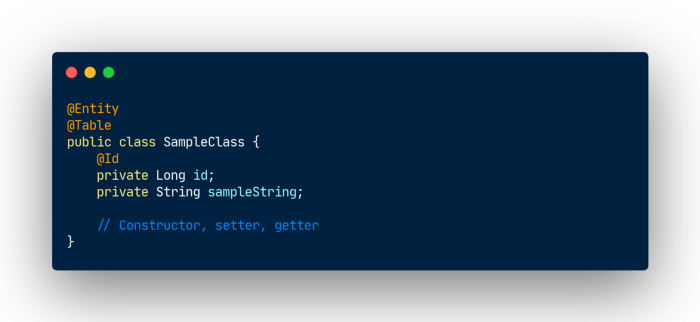 @Entity
@Table
public class SampleClass {
    @Id
    private Long id;
    private String sampleString;

    // Constructor, setter, getter
}